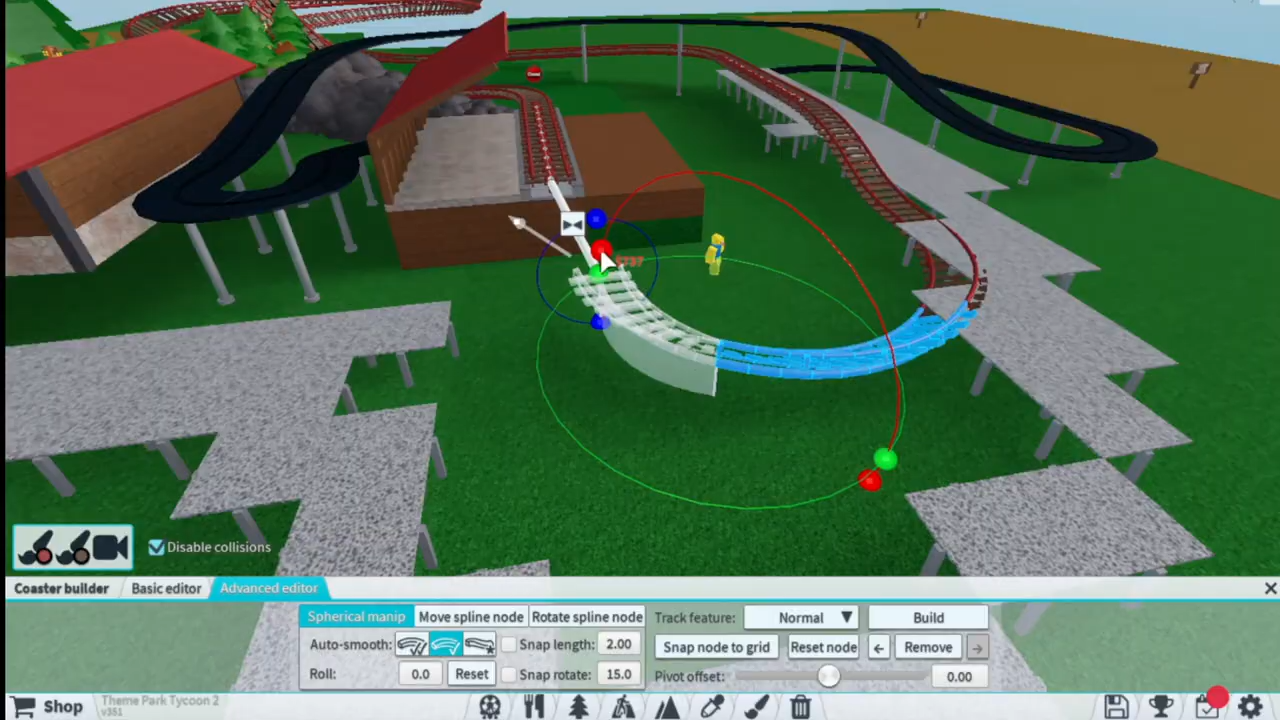 Disable collisions
Coaster builder Basic editor Advanced editor
Spherical manip Move spline node Rotate spline node Track feature: Normal Build
Auto-smooth: Snap length: 2.00 Snap node to grid Reset node Remove
Roll: 0.0 Reset Snap rotate: 15.0 Pivot offset: 0.00
Shop Theme Park Tycoon 2
v351